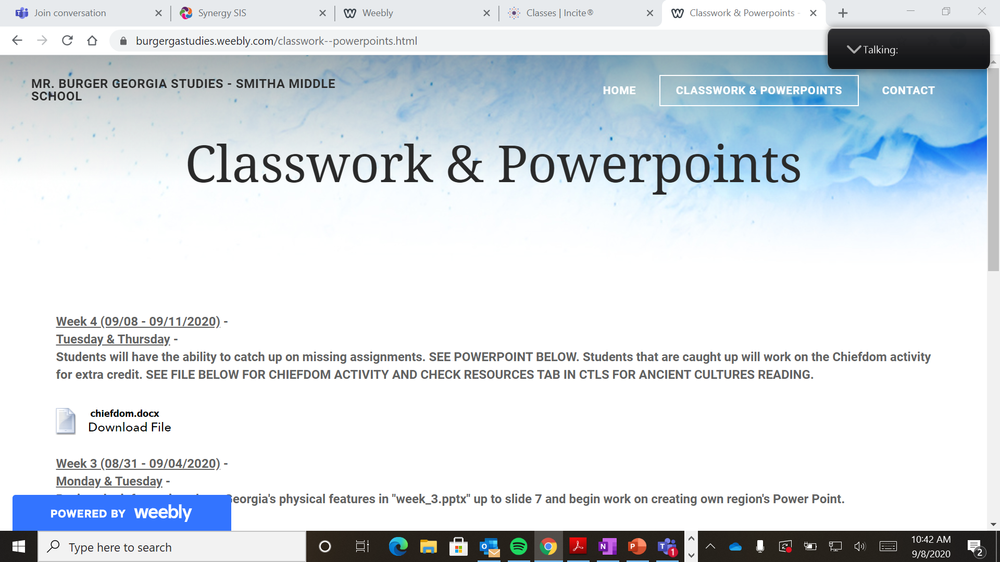 Join conversation
Synergy SIS
Weebly
Classes | Incite®
Classwork & Powerpoints -
burgergastudies.weebly.com/classwork--powerpoints.html
Talking:
MR. BURGER GEORGIA STUDIES - SMITHA MIDDLE
SCHOOL
HOME
CLASSWORK & POWERPOINTS
CONTACT
Classwork & Powerpoints
Week 4 (09/08 - 09/11/2020) -
Tuesday & Thursday -
Students will have the ability to catch up on missing assignments. SEE POWERPOINT BELOW. Students that are caught up will work on the Chiefdom activity
for extra credit. SEE FILE BELOW FOR CHIEFDOM ACTIVITY AND CHECK RESOURCES TAB IN CTLS FOR ANCIENT CULTURES READING.
chiefdom.docx
Download File
Week 3 (08/31 - 09/04/2020) -
Monday & Tuesday -
Georgia's physical features in "week_3.pptx" up to slide 7 and begin work on creating own region's Power Point.
POWERED BY weebly
Type here to search
1
10:42 AM
9/8/2020
2